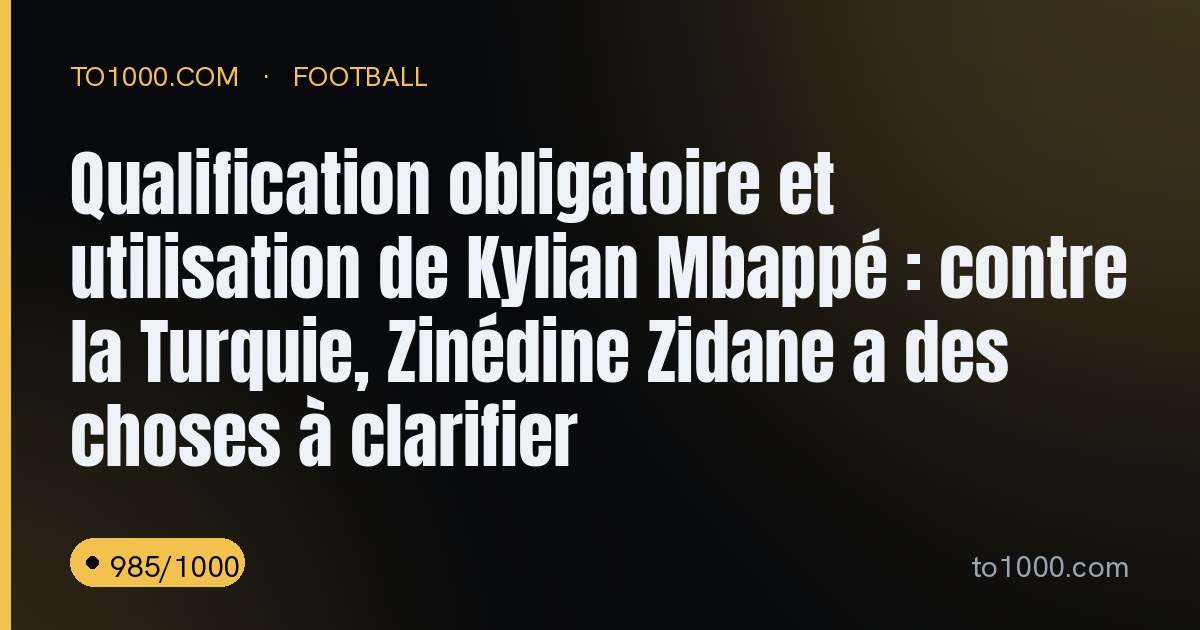 TO1000.COM · FOOTBALL
Qualification obligatoire et
utilisation de Kylian Mbappé : contre
la Turquie, Zinédine Zidane a des
choses à clarifier
985/1000
to1000.com